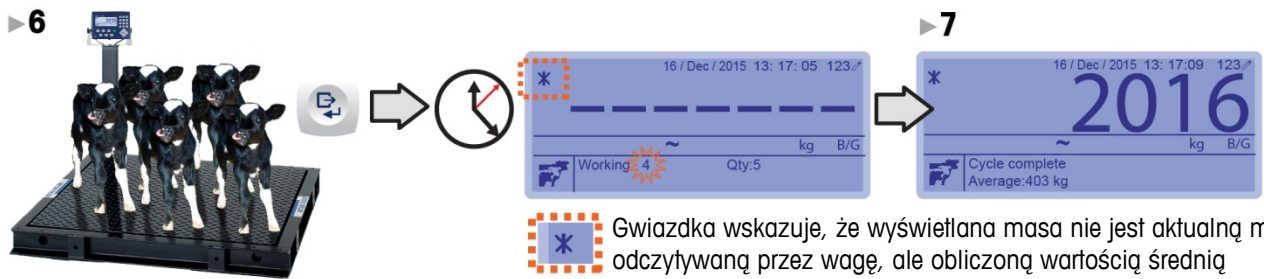 ▶6
▶7
16 / Dec / 2015 13: 17: 05 123
kg B/G
Working 4 Qty:5
16 / Dec / 2015 13: 17:09 123
2016
kg B/G
Cycle complete
Average:403 kg
Gwiazdka wskazuje, że wyświetlana masa nie jest aktualną
odczytywaną przez wagę, ale obliczoną wartością średnią